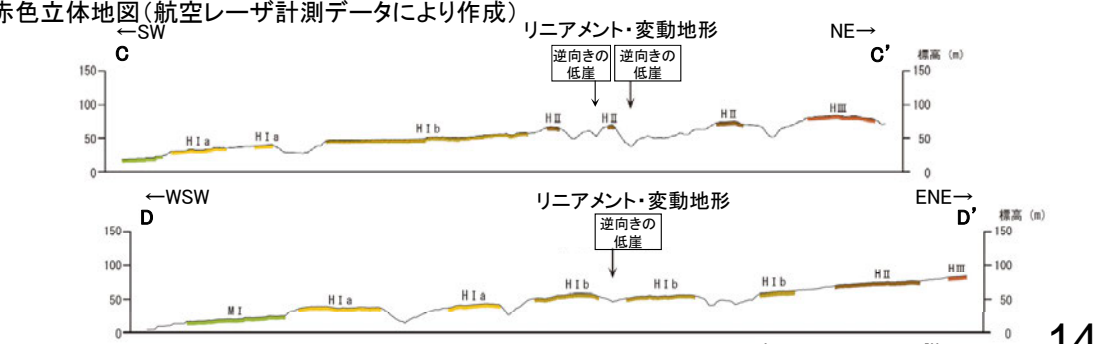 赤色立体地図(航空レーザ計測データにより作成)
←SW
リニアメント・変動地形
NE→
C
C'
標高 (m)
逆向きの
低崖
逆向きの
低崖
150
100
50
0
150
100
50
0
HⅠa
HⅠa
HⅠb
HⅡ
HⅡ
HⅡ
HⅢ
←WSW
リニアメント・変動地形
ENE→
D
D'
標高 (m)
逆向きの
低崖
150
100
50
0
150
100
50
0
MⅠ
HⅠa
HⅠa
HⅠb
HⅠb
HⅠb
HⅡ
HⅢ